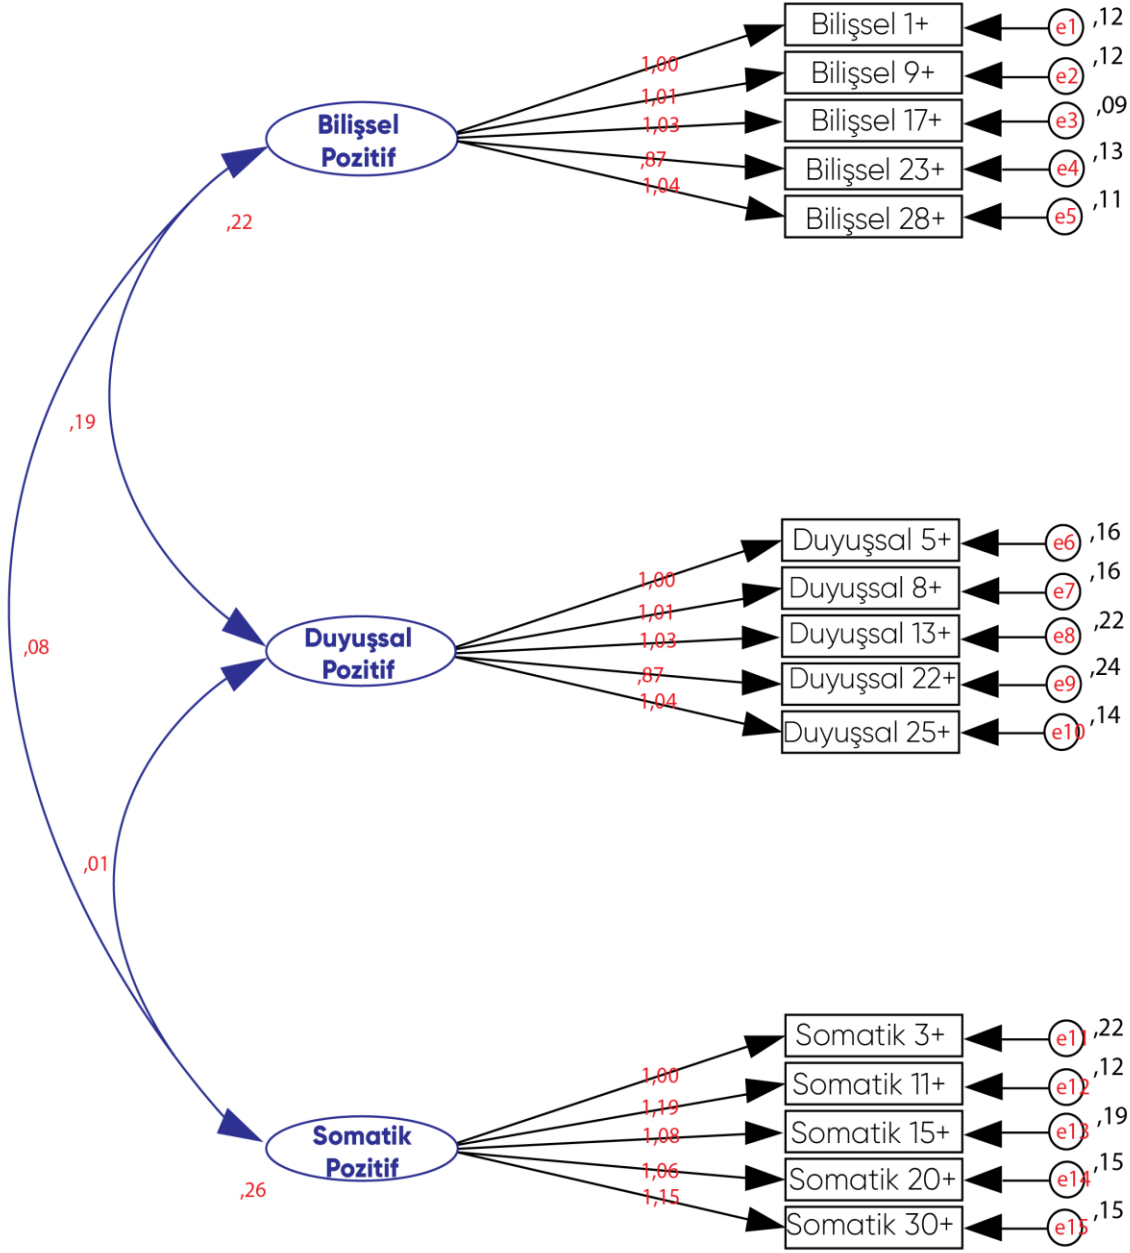 Bilişsel 1+
e1
,12
1,00
Bilişsel 9+
e2
,12
1,01
Bilişsel 17+
e3
,09
1,03
Bilişsel 23+
e4
,13
,87
Bilişsel 28+
e5
,11
1,04
Bilişsel
Pozitif
,22
,19
Duyuşsal 5+
e6
,16
1,00
Duyuşsal 8+
e7
,16
1,01
Duyuşsal 13+
e8
,22
1,03
Duyuşsal 22+
e9
,24
,87
Duyuşsal 25+
e10
,14
1,04
Duyuşsal
Pozitif
,08
,01
Somatik 3+
e11
,22
1,00
Somatik 11+
e12
,12
1,19
Somatik 15+
e13
,19
1,08
Somatik 20+
e14
,15
1,06
Somatik 30+
e15
,15
1,15
Somatik
Pozitif
,26